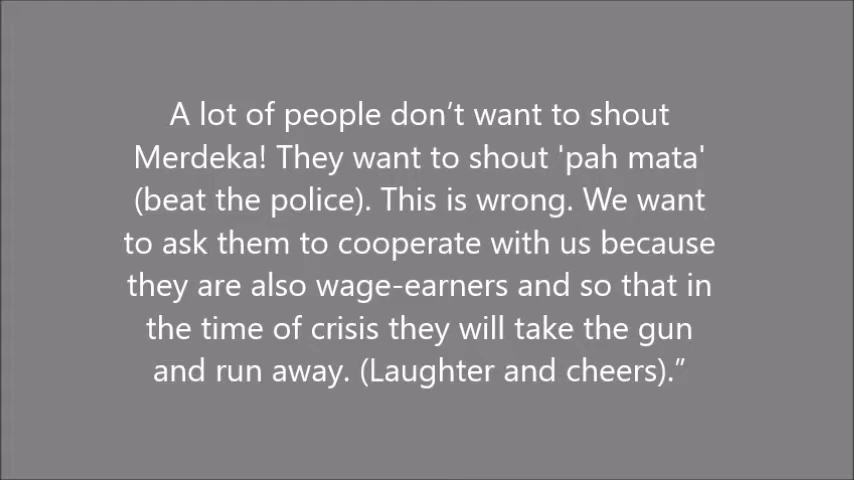 A lot of people don’t want to shout
Merdeka! They want to shout 'pah mata'
(beat the police). This is wrong. We want
to ask them to cooperate with us because
they are also wage-earners and so that in
the time of crisis they will take the gun
and run away. (Laughter and cheers).”